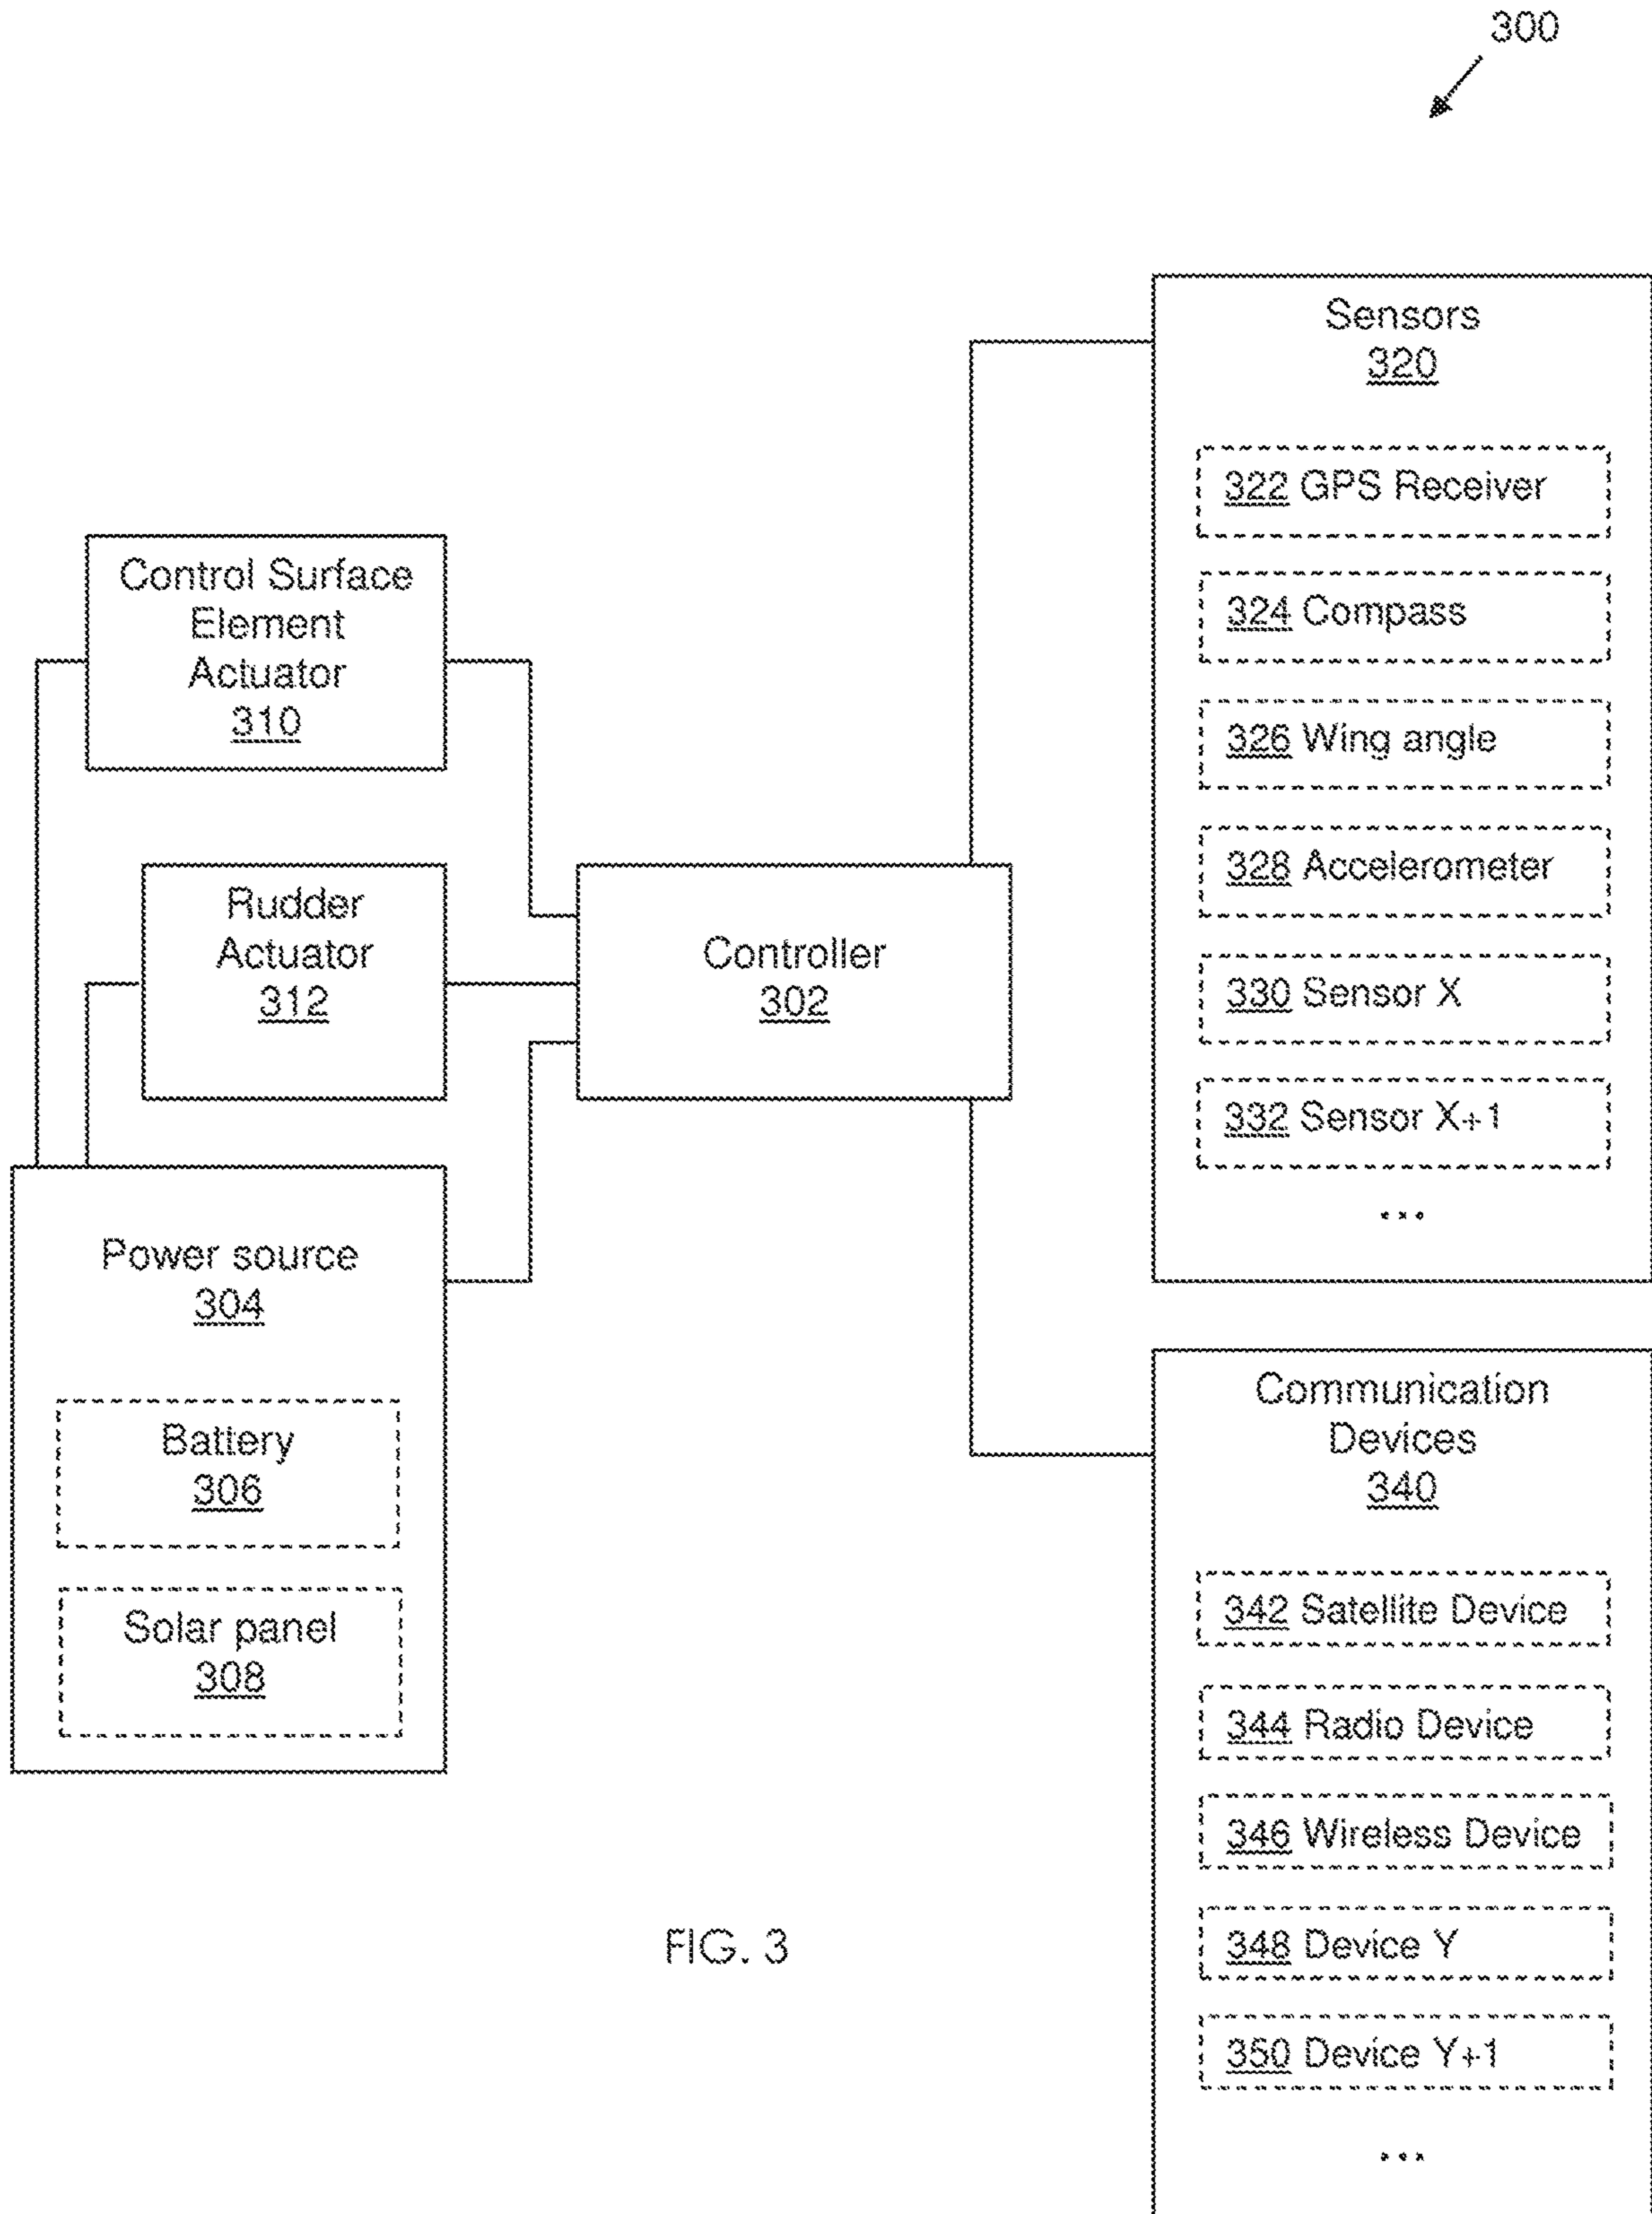 300
Sensors
320
322 GPS Receiver
324 Compass
326 Wing angle
328 Accelerometer
330 Sensor X
332 Sensor X+1
...
Control Surface
Element
Actuator
310
Rudder
Actuator
312
Controller
302
Power source
304
Battery
306
Solar panel
308
Communication
Devices
340
342 Satellite Device
344 Radio Device
346 Wireless Device
348 Device Y
350 Device Y+1
...
FIG. 3